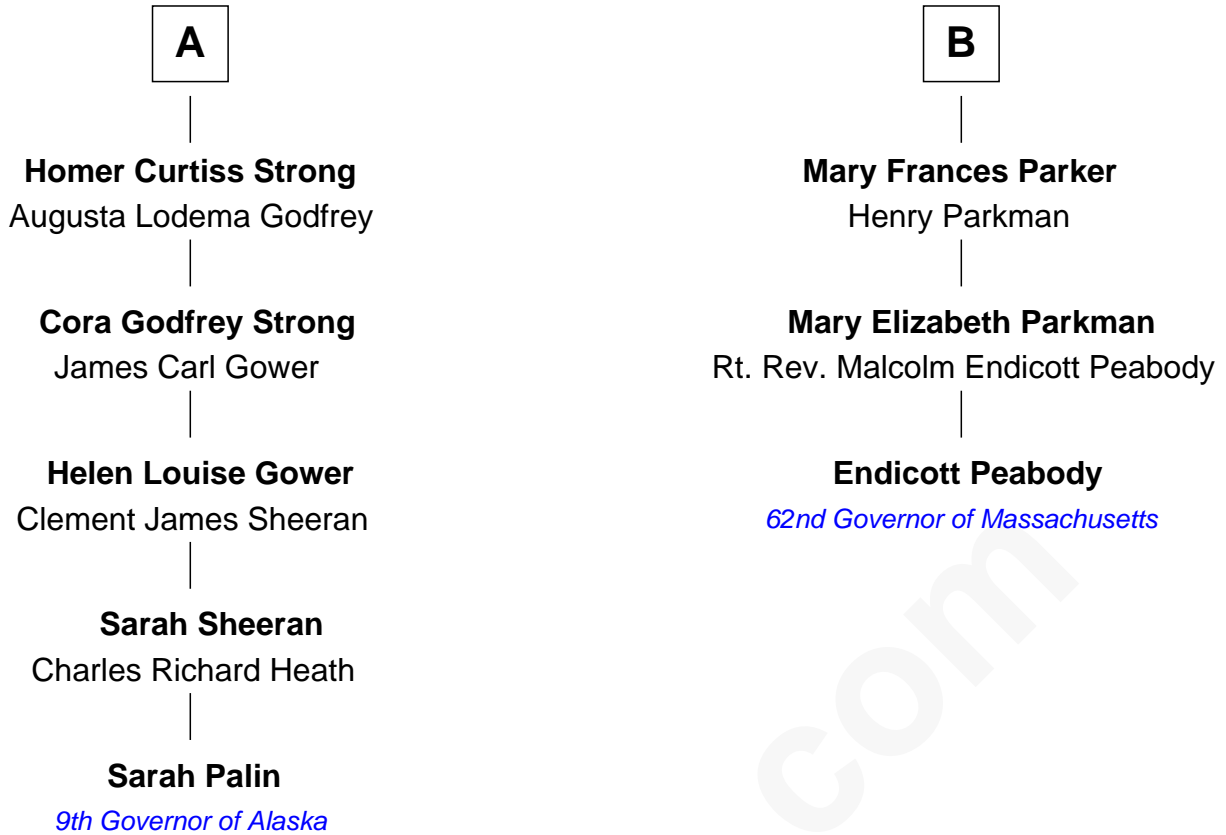 A
Homer Curtiss Strong
Augusta Lodema Godfrey
Cora Godfrey Strong
James Carl Gower
Helen Louise Gower
Clement James Sheeran
Sarah Sheeran
Charles Richard Heath
Sarah Palin
9th Governor of Alaska
B
Mary Frances Parker
Henry Parkman
Mary Elizabeth Parkman
Rt. Rev. Malcolm Endicott Peabody
Endicott Peabody
62nd Governor of Massachusetts
com